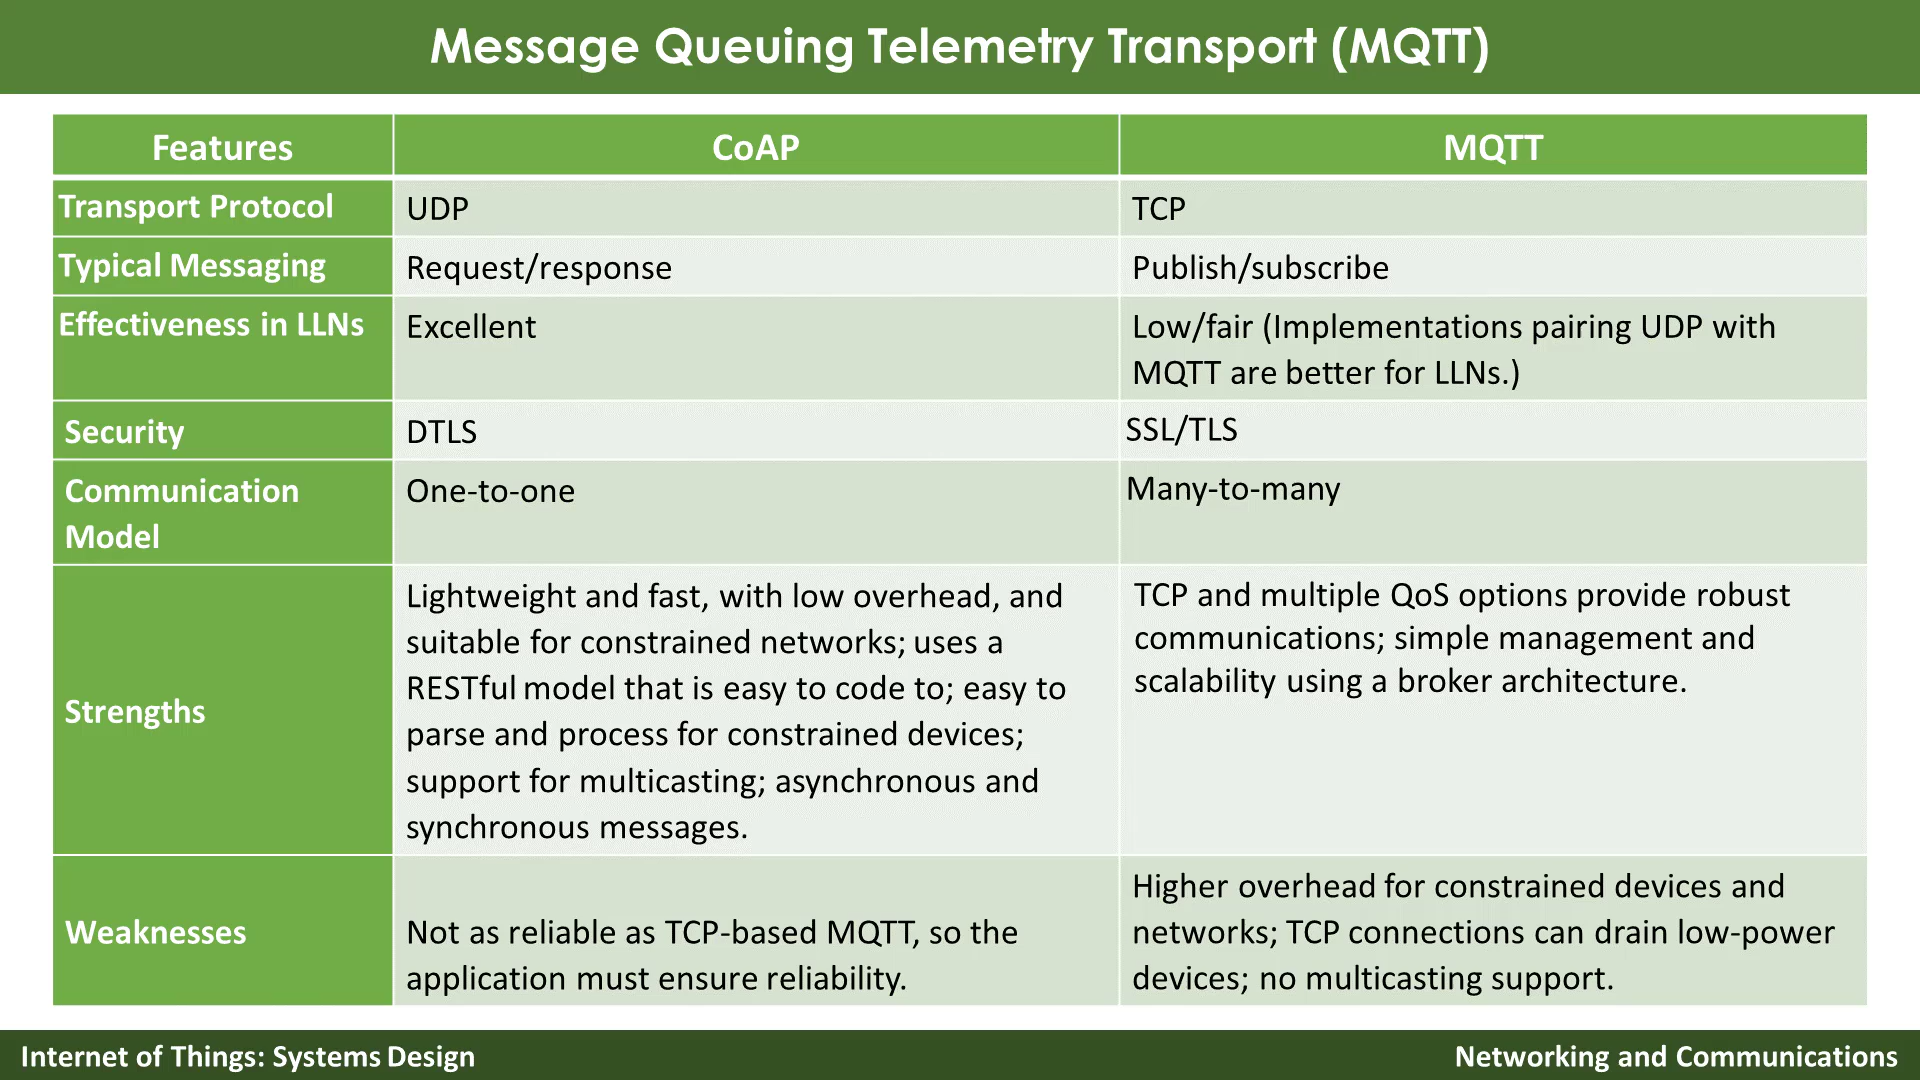 Message Queuing Telemetry Transport (MQTT)
Features
CoAP
MQTT
Transport Protocol
UDP
TCP
Typical Messaging
Request/response
Publish/subscribe
Effectiveness in LLNs
Excellent
Low/fair (Implementations pairing UDP with
MQTT are better for LLNs.)
Security
DTLS
SSL/TLS
Communication
Model
One-to-one
Many-to-many
Strengths
Lightweight and fast, with low overhead, and
suitable for constrained networks; uses a
RESTful model that is easy to code to; easy to
parse and process for constrained devices;
support for multicasting; asynchronous and
synchronous messages.
TCP and multiple QoS options provide robust
communications; simple management and
scalability using a broker architecture.
Weaknesses
Not as reliable as TCP-based MQTT, so the
application must ensure reliability.
Higher overhead for constrained devices and
networks; TCP connections can drain low-power
devices; no multicasting support.
Internet of Things: Systems Design
Networking and Communications